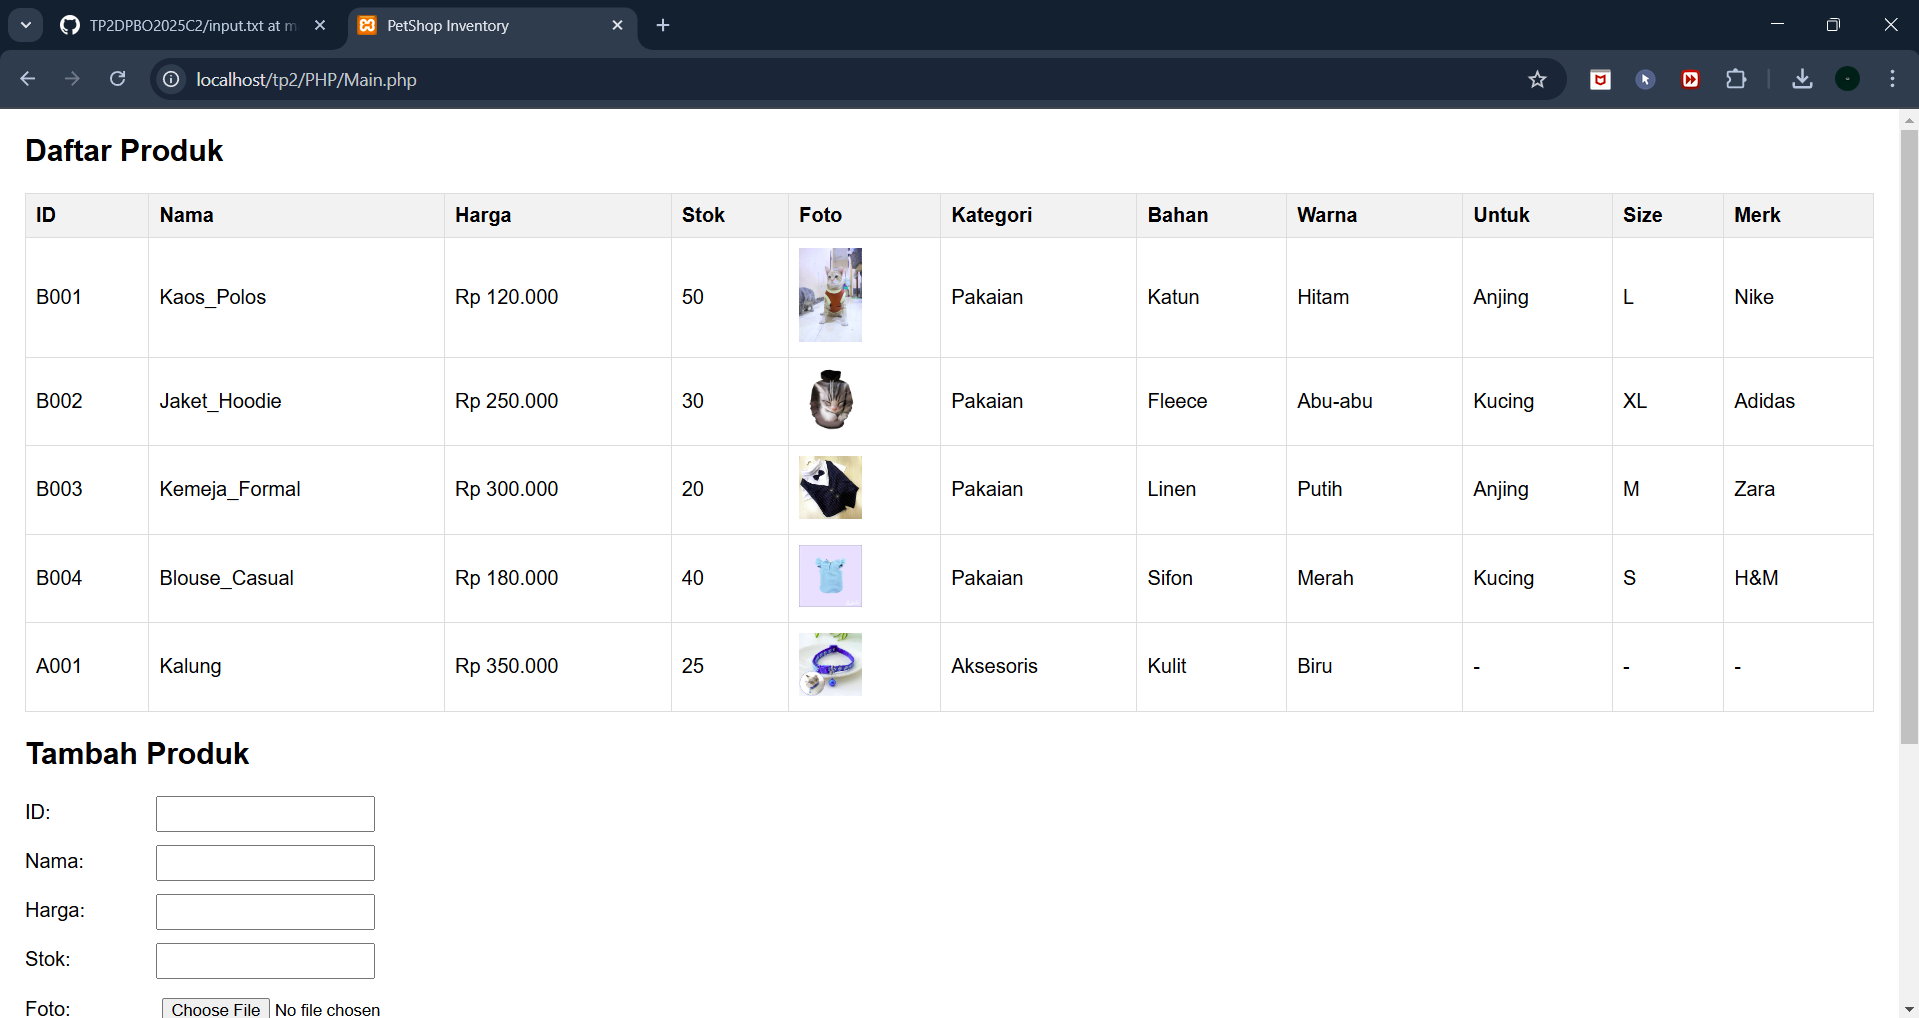 TP2DPBO2025C2/input.txt at m
PetShop Inventory
localhost/tp2/PHP/Main.php
Daftar Produk
ID Nama Harga Stok Foto Kategori Bahan Warna Untuk Size Merk
B001 Kaos_Polos Rp 120.000 50 Pakaian Katun Hitam Anjing L Nike
B002 Jaket_Hoodie Rp 250.000 30 Pakaian Fleece Abu-abu Kucing XL Adidas
B003 Kemeja_Formal Rp 300.000 20 Pakaian Linen Putih Anjing M Zara
B004 Blouse_Casual Rp 180.000 40 Pakaian Sifon Merah Kucing S H&M
A001 Kalung Rp 350.000 25 Aksesoris Kulit Biru - - -
Tambah Produk
ID:
Nama:
Harga:
Stok:
Foto: Choose File No file chosen